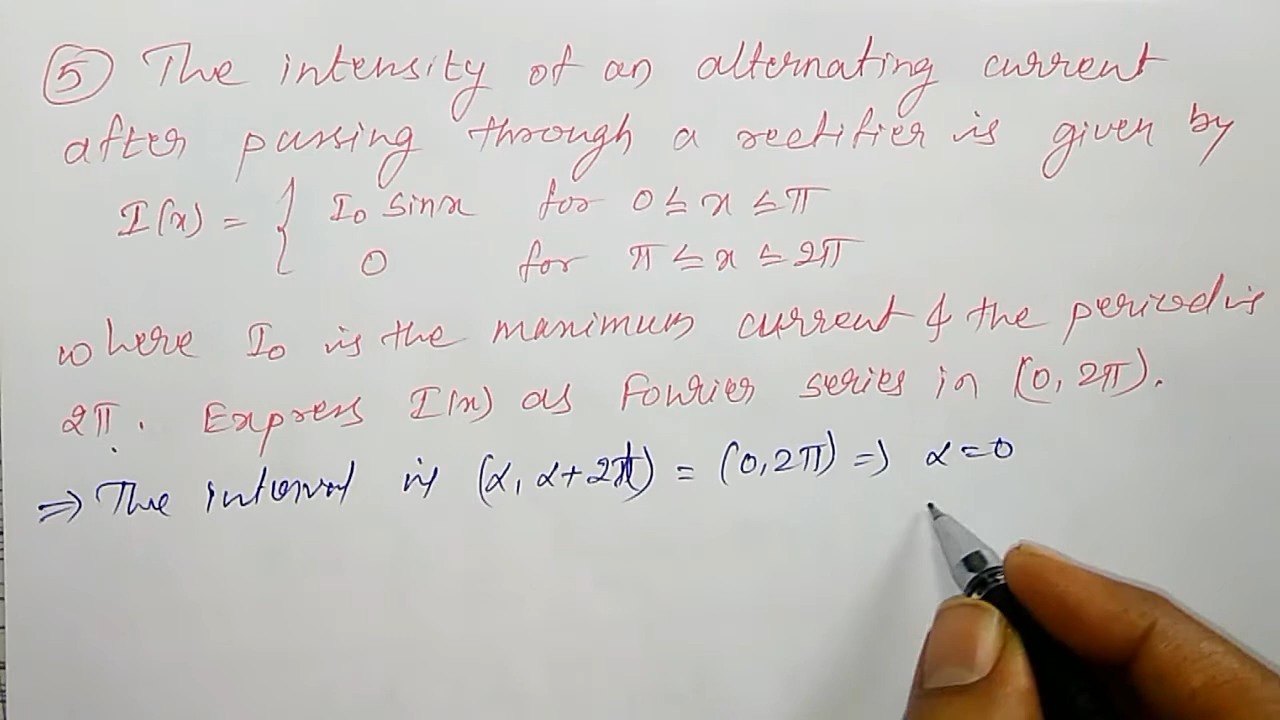 ⑤ The intensity of an alternating current
after passing through a rectifier is given by
I(x) = { I₀ sinx for 0 ≤ x ≤ π
0 for π ≤ x ≤ 2π
where I₀ is the maximum current & the period is
2π. Express I(x) as Fourier series in (0, 2π).
⇒ The interval is (α, α+2π) = (0, 2π) ⇒ α = 0